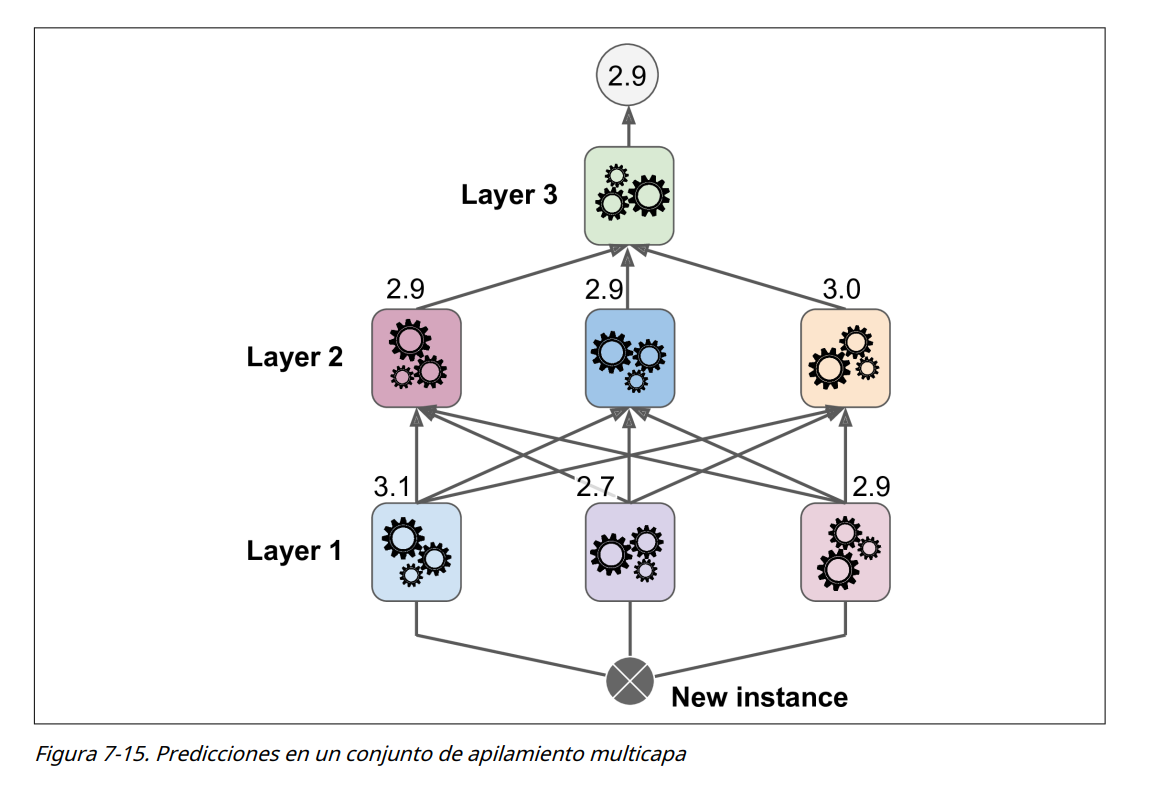 2.9
Layer 3
2.9 2.9 3.0
Layer 2
3.1 2.7 2.9
Layer 1
New instance
Figura 7-15. Predicciones en un conjunto de apilamiento multicapa